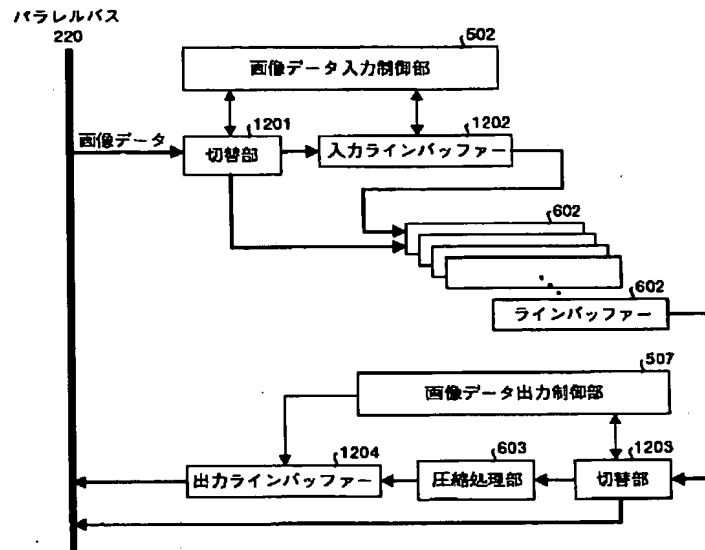 パラレルバス
220
502
画像データ入力制御部
画像データ
1201
切替部
1202
入力ラインバッファー
602
602
ラインバッファー
507
画像データ出力制御部
1204
出力ラインバッファー
603
圧縮処理部
1203
切替部